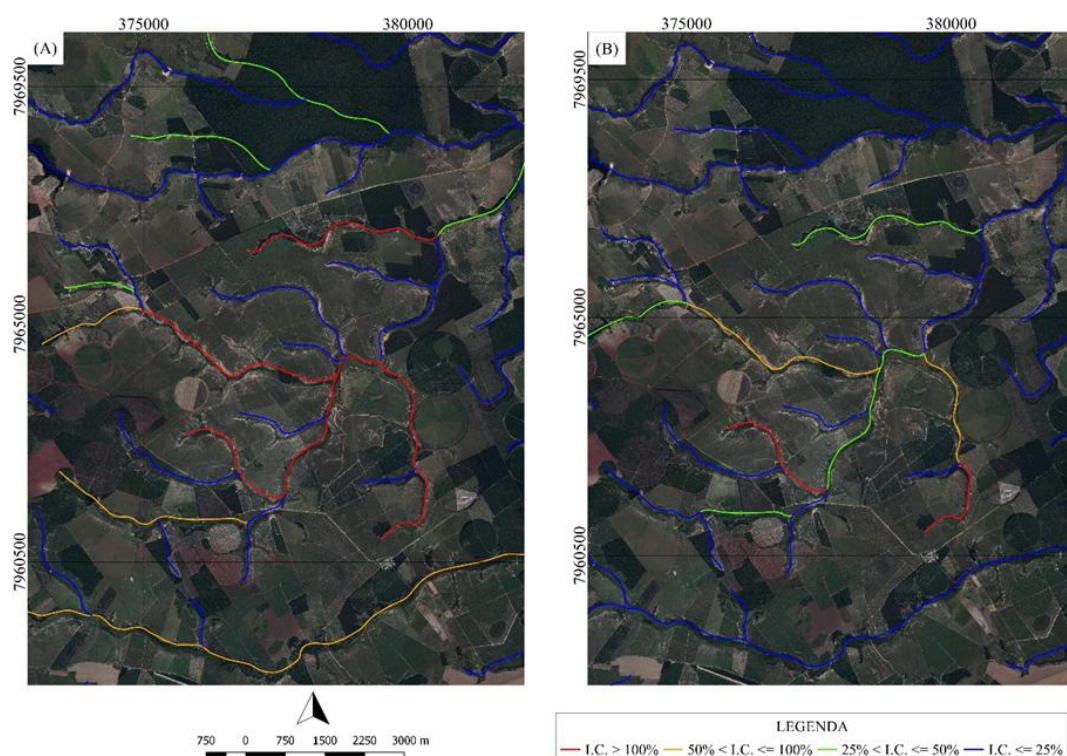 375000 380000 375000 380000
(A) (B)
7969500 7969500
7965000 7965000
7960500 7960500
750 0 750 1500 2250 3000 m
LEGENDA
I.C. > 100% 50% < I.C. <= 100% 25% < I.C. <= 50% I.C. <= 25%